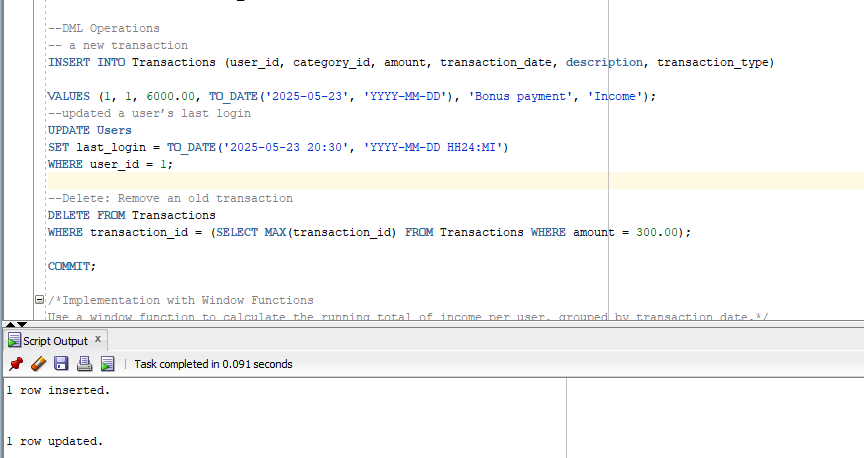 --DML Operations
-- a new transaction
INSERT INTO Transactions (user_id, category_id, amount, transaction_date, description, transaction_type)
VALUES (1, 1, 6000.00, TO_DATE('2025-05-23', 'YYYY-MM-DD'), 'Bonus payment', 'Income');
--updated a user’s last login
UPDATE Users
SET last_login = TO_DATE('2025-05-23 20:30', 'YYYY-MM-DD HH24:MI')
WHERE user_id = 1;
--Delete: Remove an old transaction
DELETE FROM Transactions
WHERE transaction_id = (SELECT MAX(transaction_id) FROM Transactions WHERE amount = 300.00);
COMMIT;
/*Implementation with Window Functions
Use a window function to calculate the running total of income per user, grouped by transaction date.*/
Script Output x
Task completed in 0.091 seconds
1 row inserted.
1 row updated.